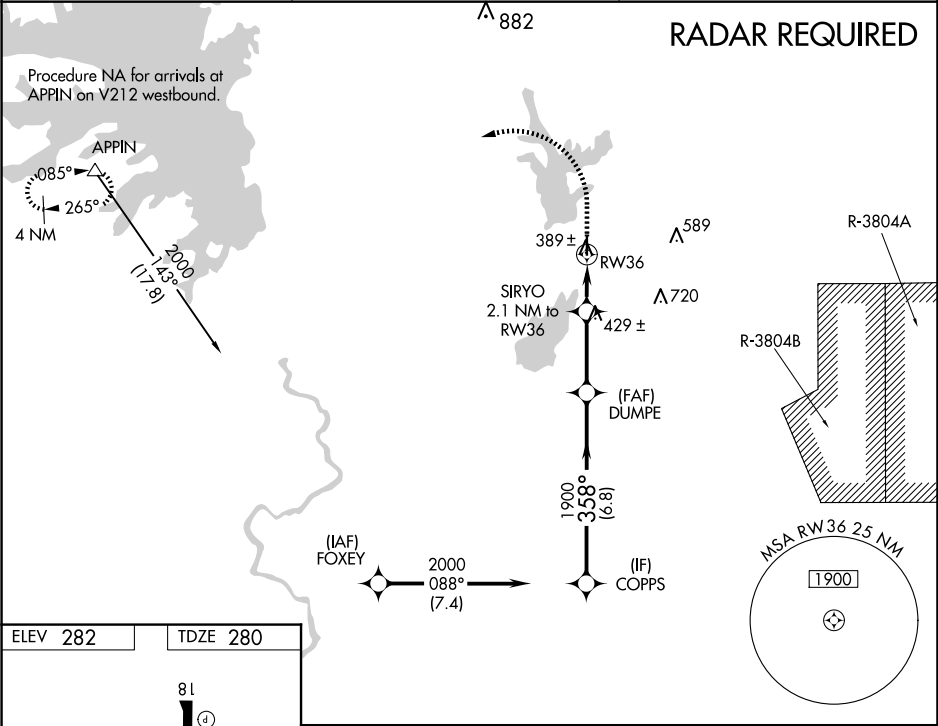 882
RADAR REQUIRED
Procedure NA for arrivals at
APPIN on V212 westbound.
APPIN
085°
265°
4 NM
2000
143°
(17.8)
389 ±
RW36
589
SIRYO
2.1 NM to
RW36
720
429 ±
R-3804A
R-3804B
(FAF)
DUMPE
1900
358°
(6.8)
(IAF)
FOXEY
2000
088°
(7.4)
(IF)
COPPS
MSA RW36 25 NM
1900
ELEV 282
TDZE 280
18
P